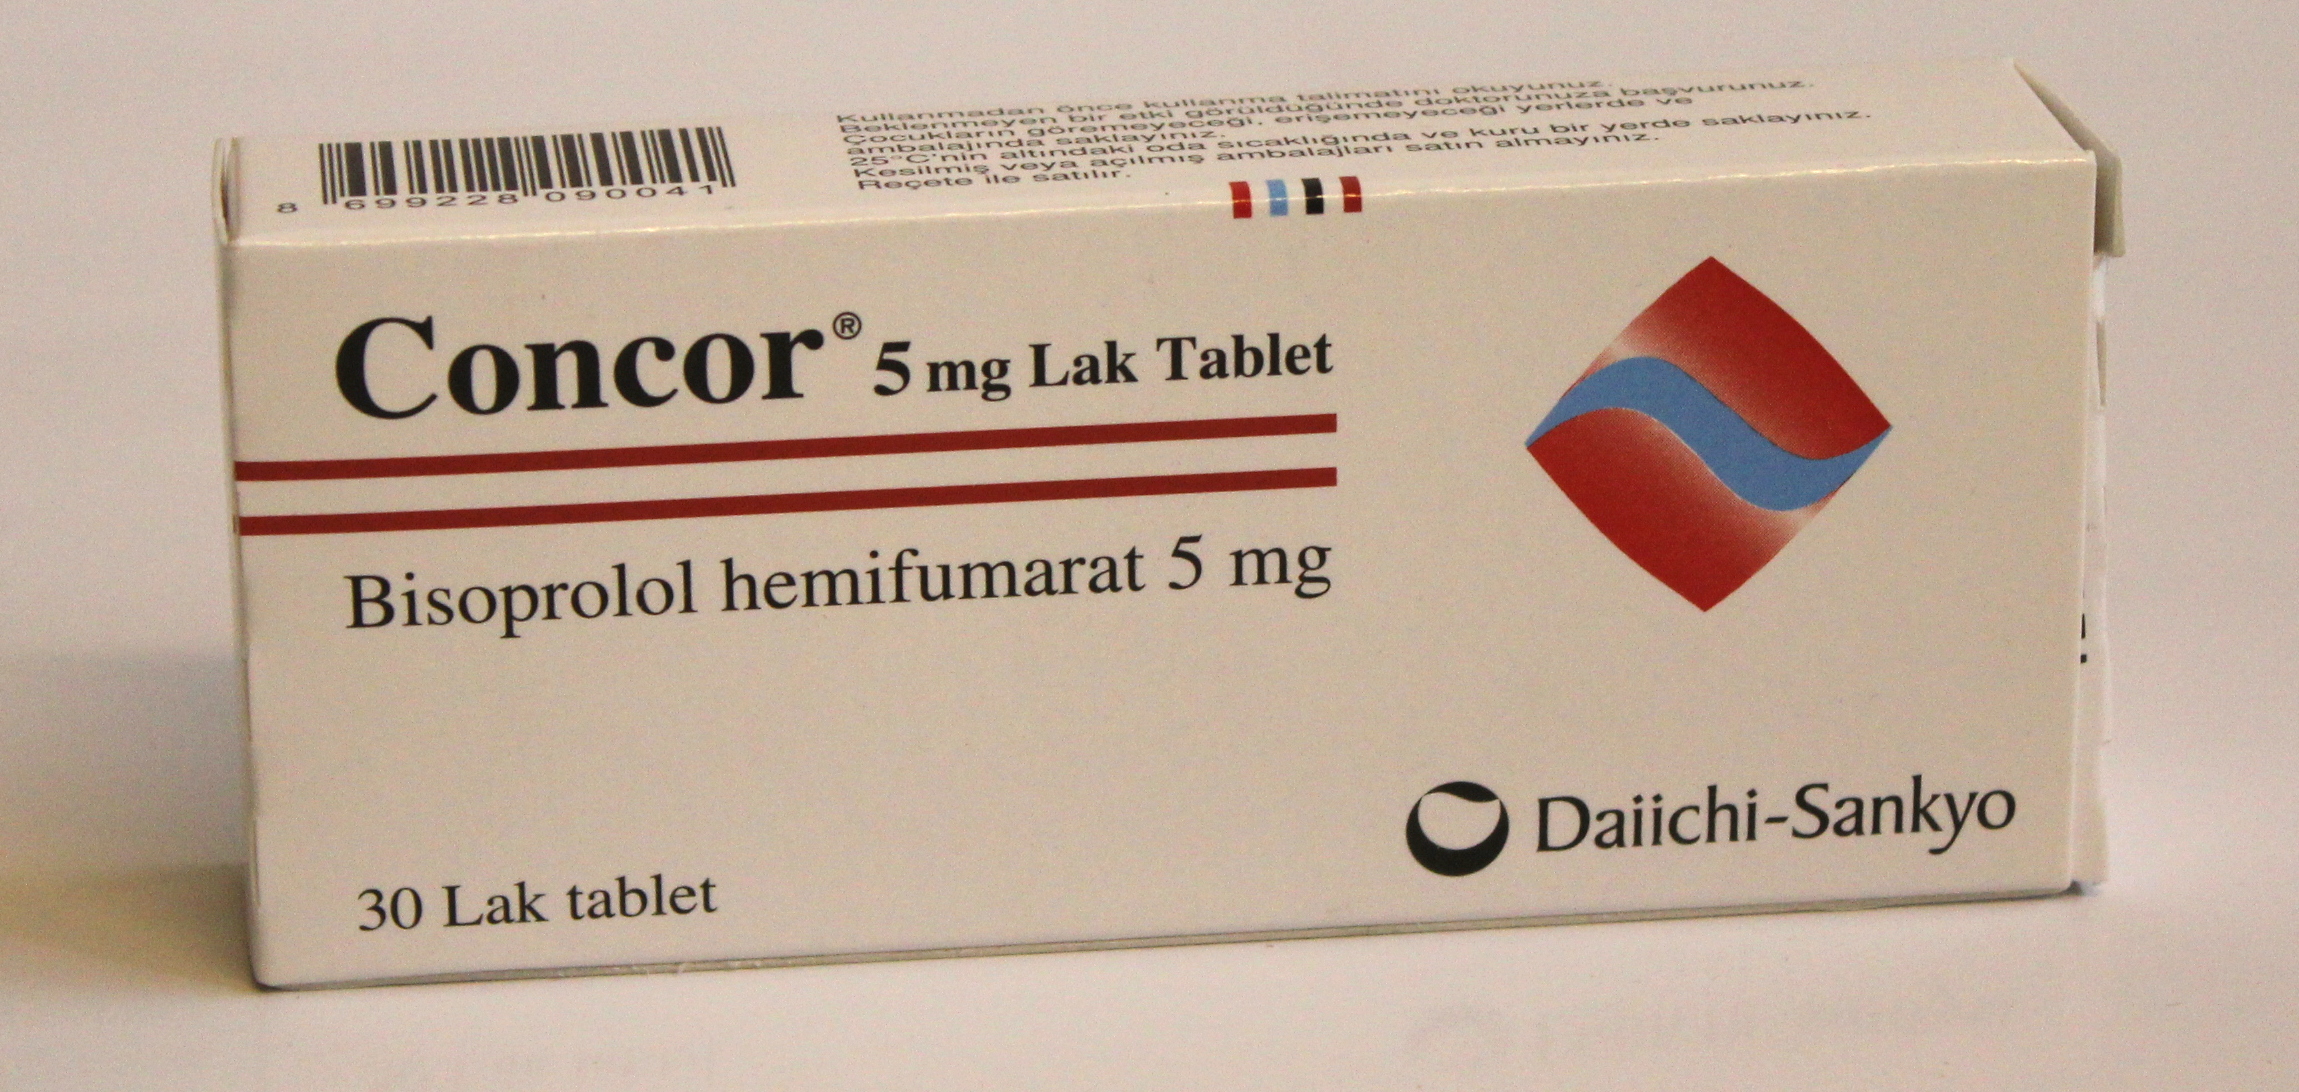 8 699228 090041
Kullanmadan önce kullanma talimatını okuyunuz.
Beklenmeyen bir etki görüldüğünde doktorunuza başvurunuz.
Çocukların göremeyeceği, erişemeyeceği yerlerde ve
ambalajında saklayınız.
25°C'nin altındaki oda sıcaklığında ve kuru bir yerde saklayınız.
Kesilmiş veya açılmış ambalajları satın almayınız.
Reçete ile satılır.
Concor® 5 mg Lak Tablet
Bisoprolol hemifumarat 5 mg
Daiichi-Sankyo
30 Lak tablet